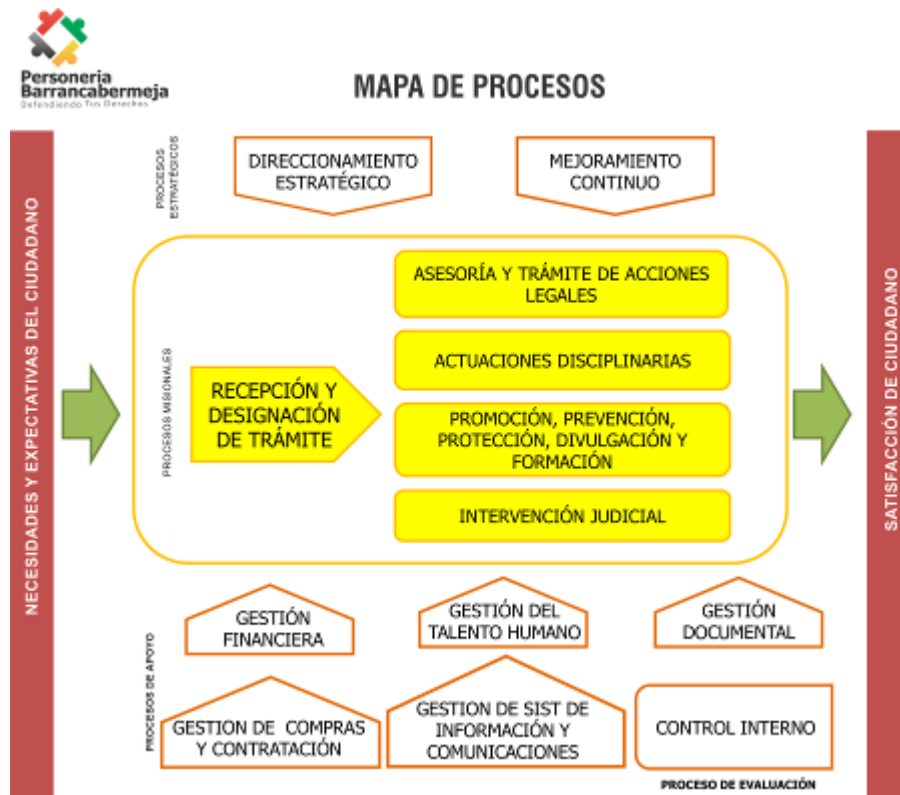 Personeria
Barrancabermeja
Defendiendo Tus Derechos
MAPA DE PROCESOS
NECESIDADES Y EXPECTATIVAS DEL CIUDADANO
PROCESOS
ESTRATÉGICOS
DIRECCIONAMIENTO
ESTRATÉGICO
MEJORAMIENTO
CONTINUO
PROCESOS MISIONALES
RECEPCIÓN Y
DESIGNACIÓN
DE TRÁMITE
ASESORÍA Y TRÁMITE DE ACCIONES
LEGALES
ACTUACIONES DISCIPLINARIAS
PROMOCIÓN, PREVENCIÓN,
PROTECCIÓN, DIVULGACIÓN Y
FORMACIÓN
INTERVENCIÓN JUDICIAL
PROCESOS DE APOYO
GESTIÓN
FINANCIERA
GESTIÓN DEL
TALENTO HUMANO
GESTIÓN
DOCUMENTAL
GESTION DE COMPRAS
Y CONTRATACIÓN
GESTION DE SIST DE
INFORMACIÓN Y
COMUNICACIONES
CONTROL INTERNO
PROCESO DE EVALUACIÓN
SATISFACCIÓN DE CIUDADANO